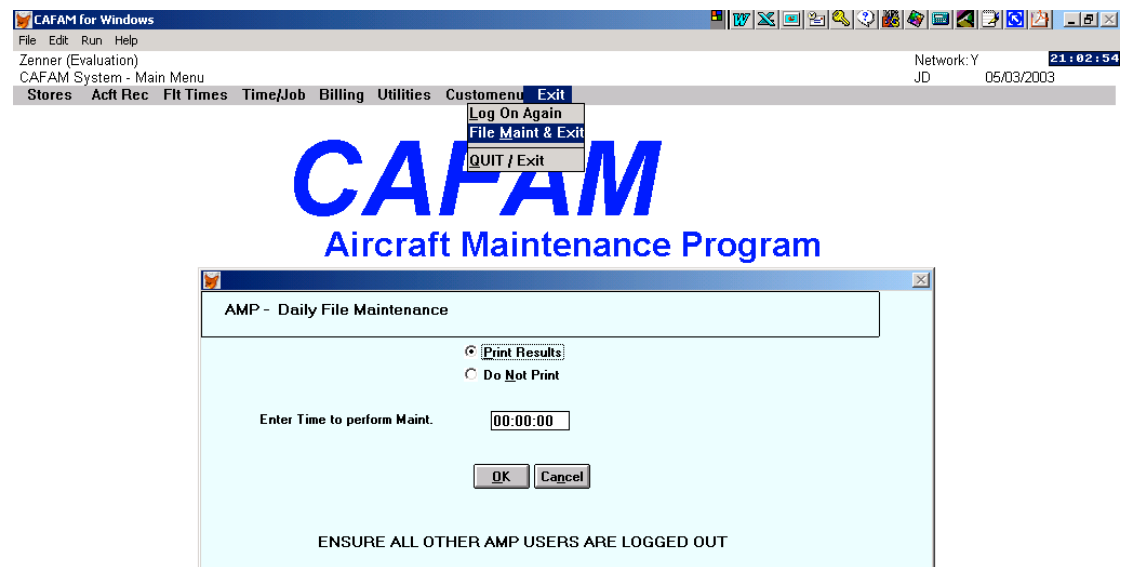 CAFAM for Windows
File Edit Run Help
Zenner (Evaluation) Network: Y 21:02:54
CAFAM System - Main Menu JD 05/03/2003
Stores Acft Rec Flt Times Time/Job Billing Utilities Customenu Exit
Log On Again
File Maint & Exit
QUIT / Exit
CAFAM
Aircraft Maintenance Program
AMP - Daily File Maintenance
Print Results
Do Not Print
Enter Time to perform Maint. 00:00:00
OK Cancel
ENSURE ALL OTHER AMP USERS ARE LOGGED OUT